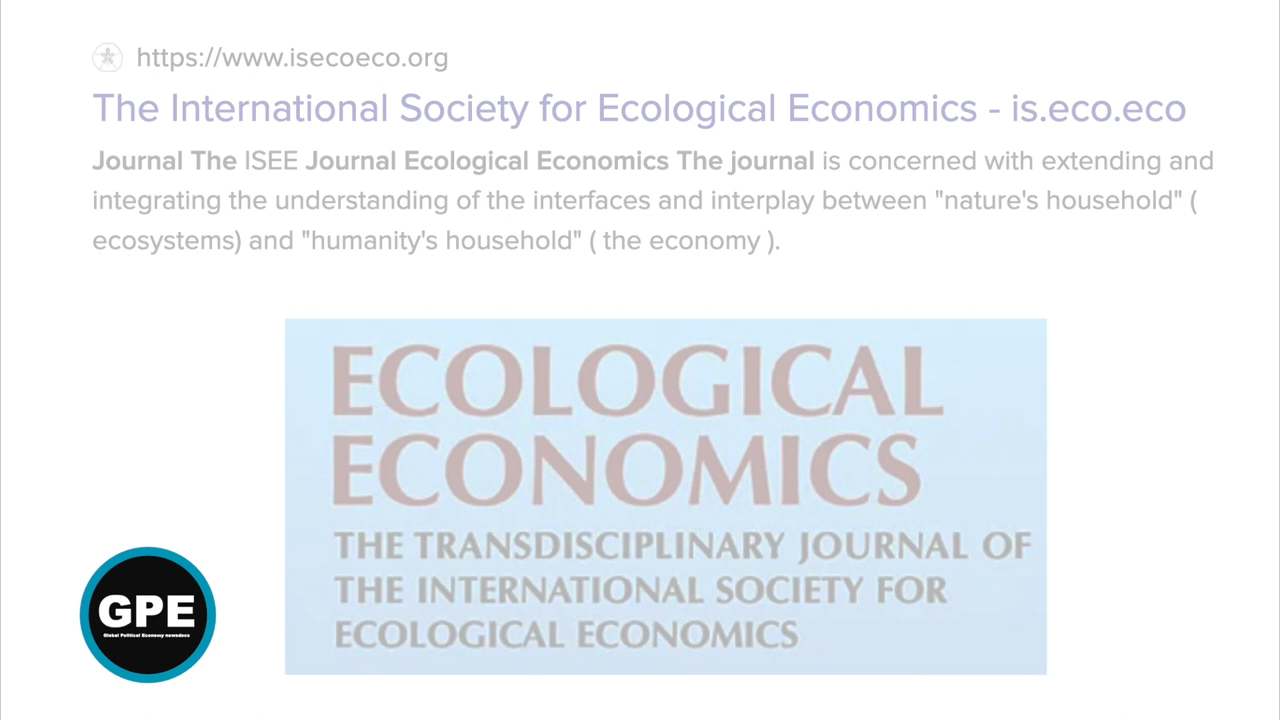 https://www.isecoeco.org
The International Society for Ecological Economics - is.eco.eco
Journal The ISEE Journal Ecological Economics The journal is concerned with extending and
integrating the understanding of the interfaces and interplay between "nature's household" (
ecosystems) and "humanity's household" ( the economy ).
ECOLOGICAL
ECONOMICS
THE TRANSDISCIPLINARY JOURNAL OF
THE INTERNATIONAL SOCIETY FOR
ECOLOGICAL ECONOMICS
GPE
Global Political Economy newsdocs